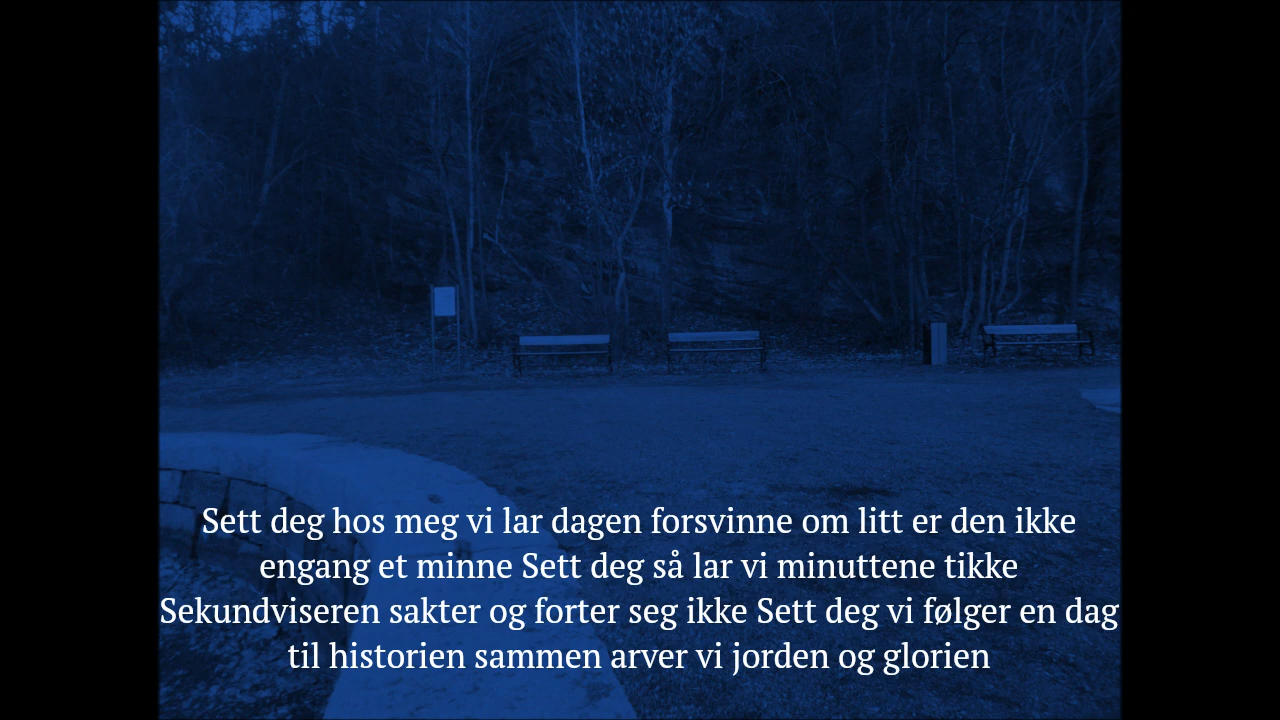 Sett deg hos meg vi lar dagen forsvinne om litt er den ikke
engang et minne Sett deg så lar vi minuttene tikke
Sekundviseren sakter og forter seg ikke Sett deg vi følger en dag
til historien sammen arver vi jorden og glorien